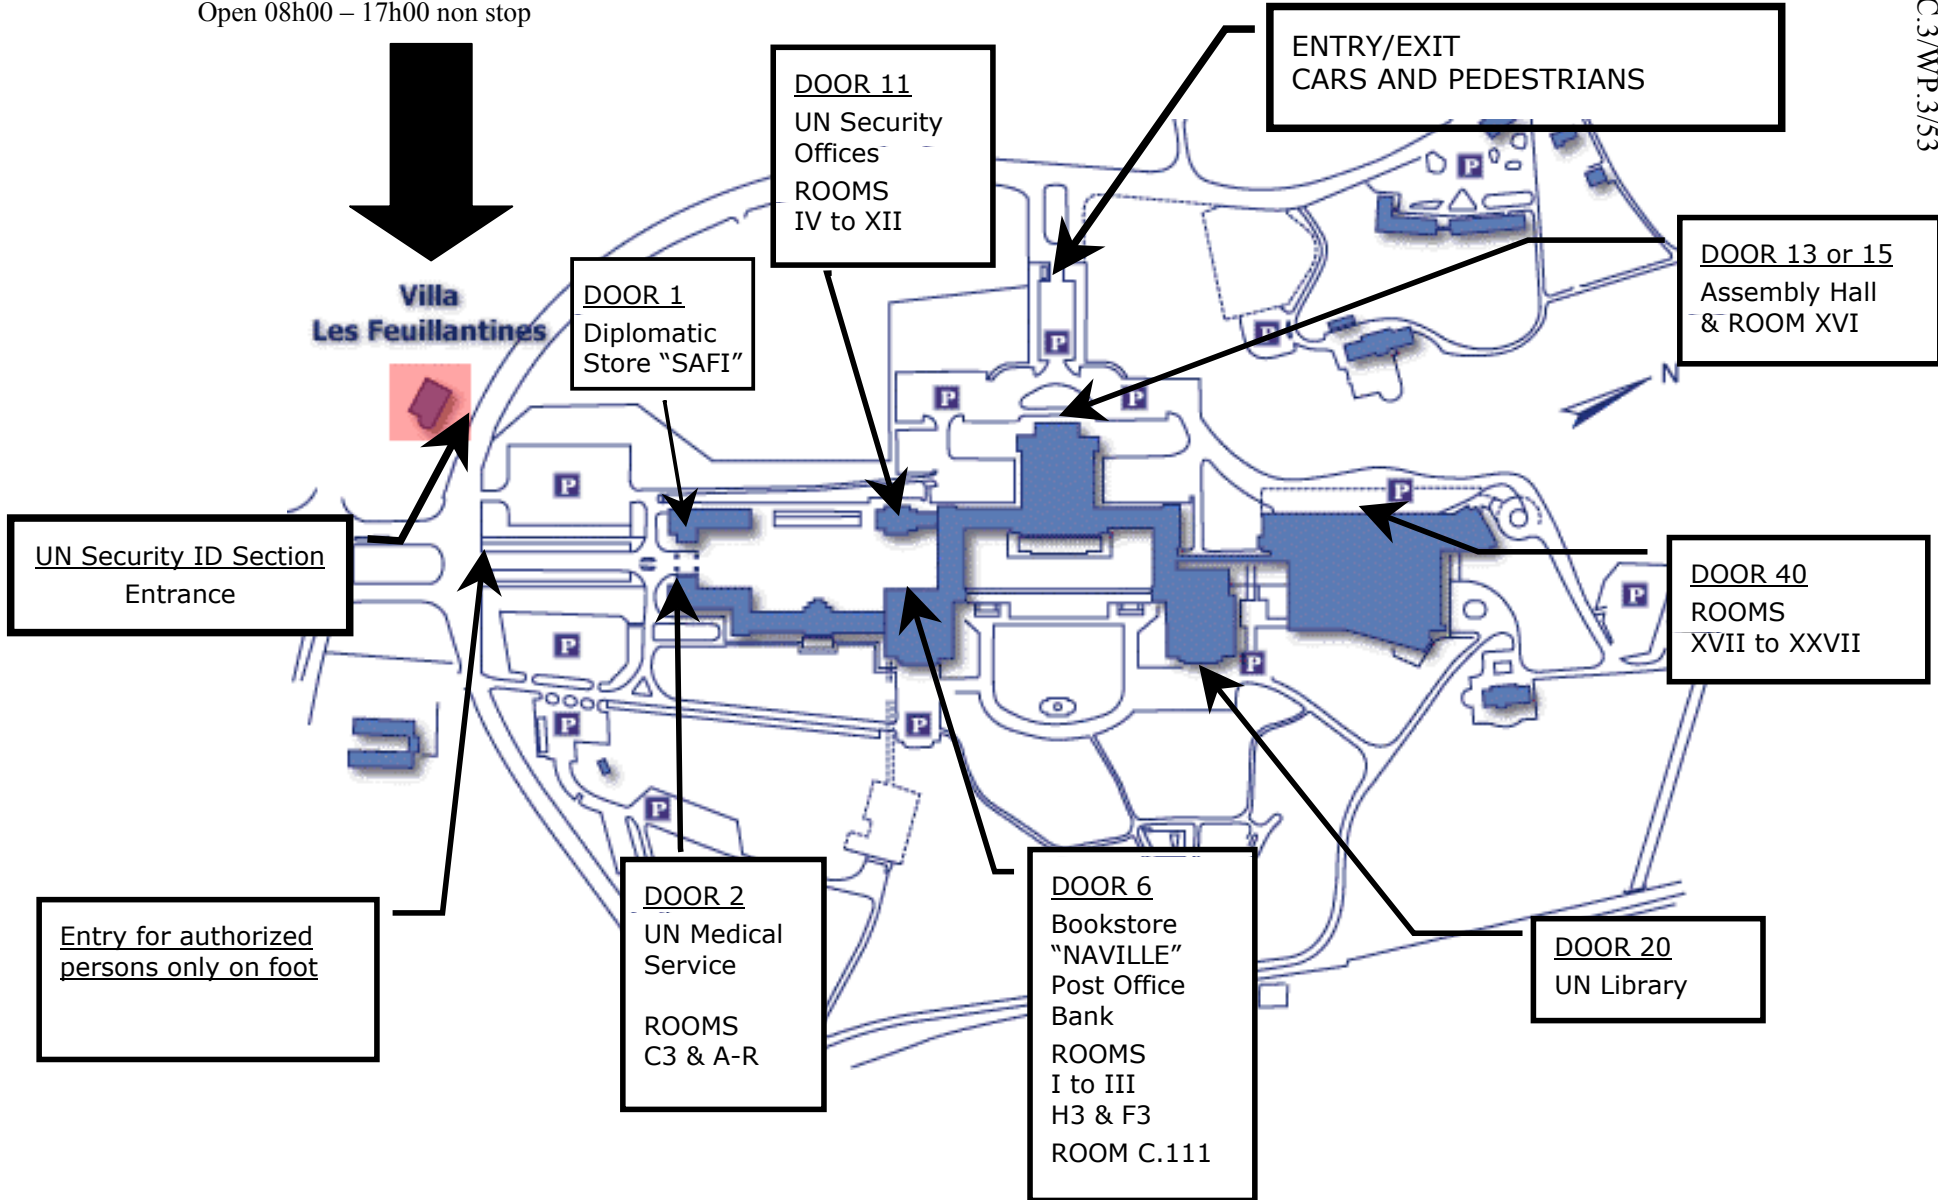 Open 08h00 – 17h00 non stop
C.3/WP.3/53
ENTRY/EXIT
CARS AND PEDESTRIANS
DOOR 11
UN Security
Offices
ROOMS
IV to XII
DOOR 13 or 15
Assembly Hall
& ROOM XVI
Villa
Les Feuillantines
DOOR 1
Diplomatic
Store “SAFI”
N
P
P
P
P
P
P
P
P
P
P
P
P
P
P
UN Security ID Section
Entrance
DOOR 40
ROOMS
XVII to XXVII
Entry for authorized
persons only on foot
DOOR 2
UN Medical
Service
ROOMS
C3 & A-R
DOOR 6
Bookstore
“NAVILLE”
Post Office
Bank
ROOMS
I to III
H3 & F3
ROOM C.111
DOOR 20
UN Library